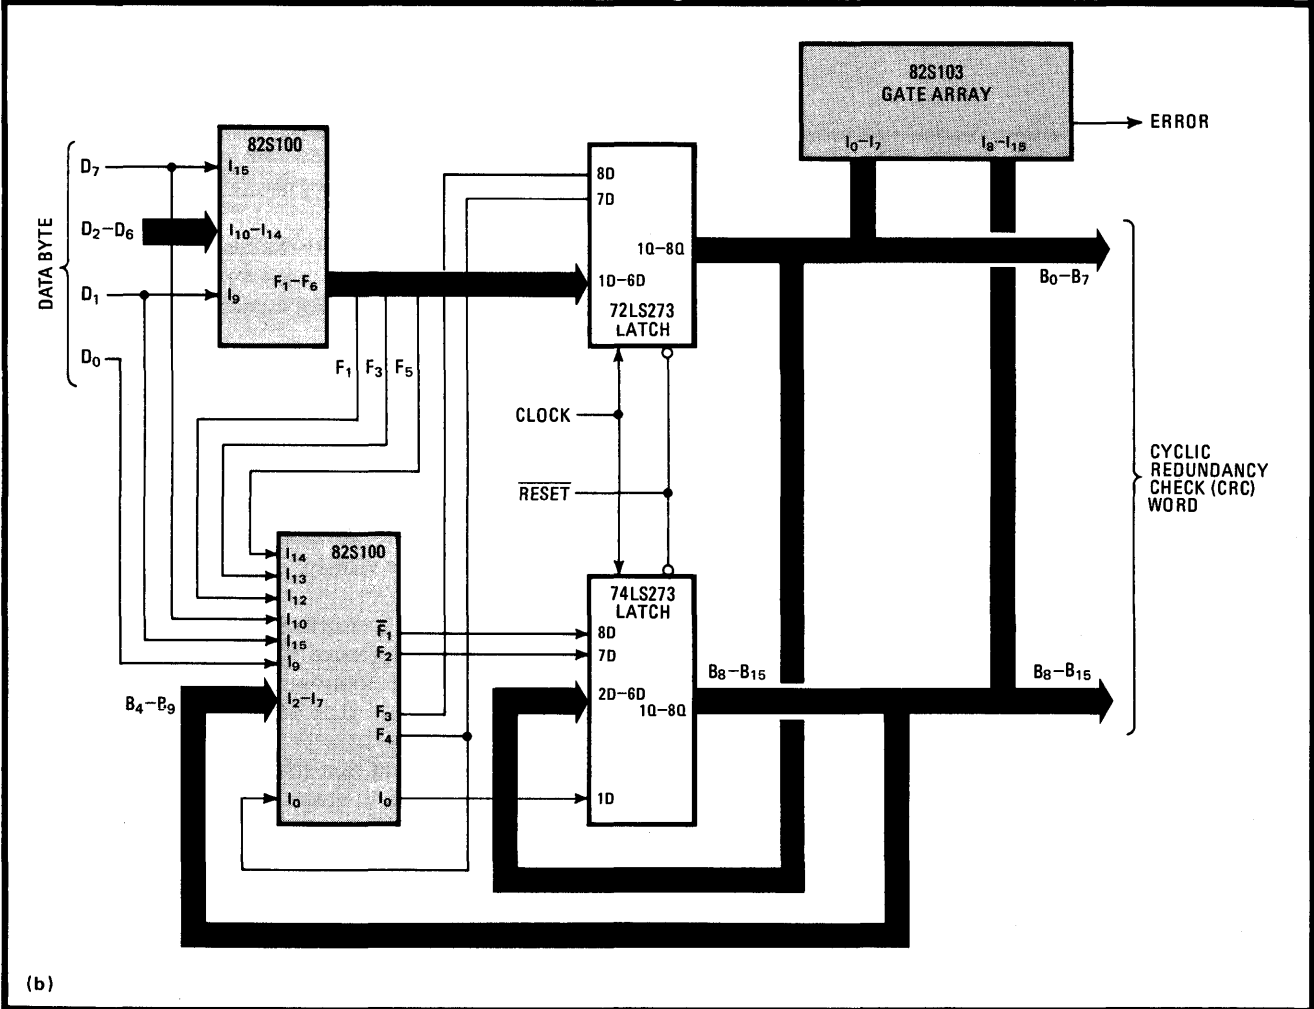 82S103
GATE ARRAY
I0–I7
I8–I15
ERROR
DATA BYTE
D7
D2–D6
D1
D0
82S100
I15
I10–I14
F1–F6
I9
F1
F3
F5
8D
7D
1Q–8Q
1D–6D
72LS273
LATCH
B0–B7
CLOCK
RESET
CYCLIC
REDUNDANCY
CHECK (CRC)
WORD
82S100
I14
I13
I12
I10
I15
I9
I2–I7
I0
F̅1
F2
F3
F4
I0
B4–B9
74LS273
LATCH
8D
7D
2D–6D
1Q–8Q
1D
B8–B15
B8–B15
(b)